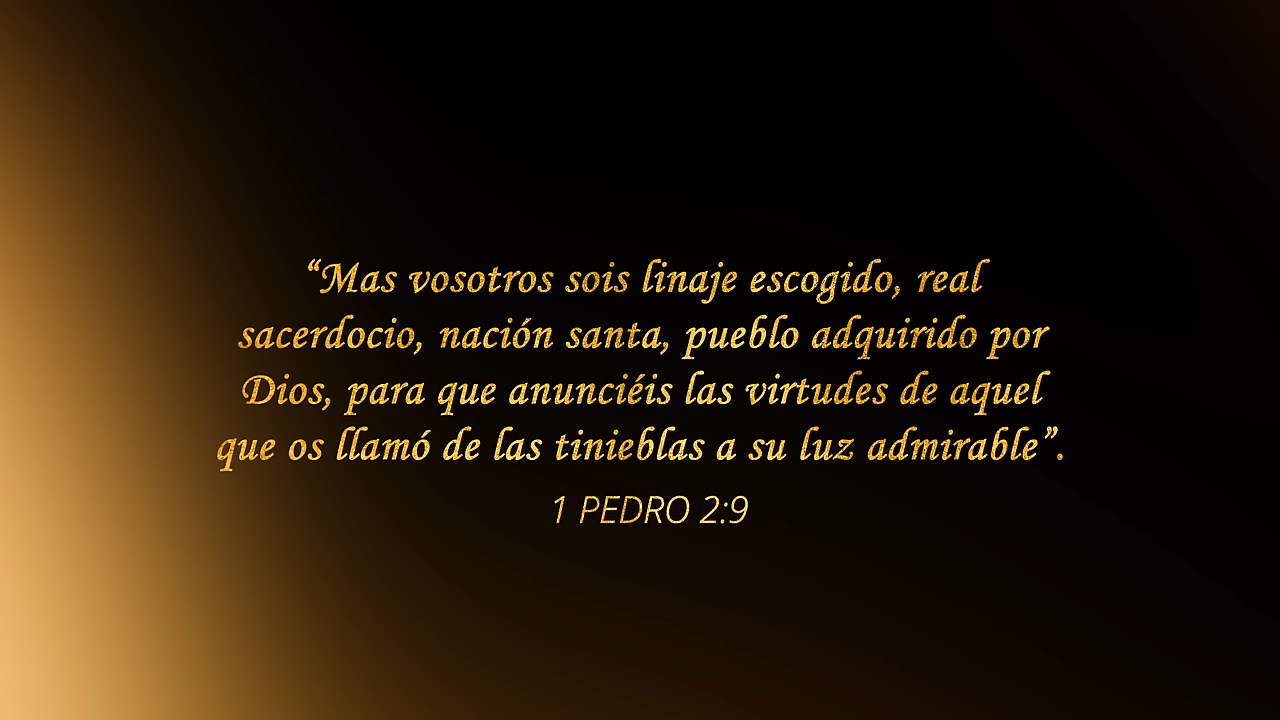 “Mas vosotros sois linaje escogido, real
sacerdocio, nación santa, pueblo adquirido por
Dios, para que anunciéis las virtudes de aquel
que os llamó de las tinieblas a su luz admirable”.
1 PEDRO 2:9